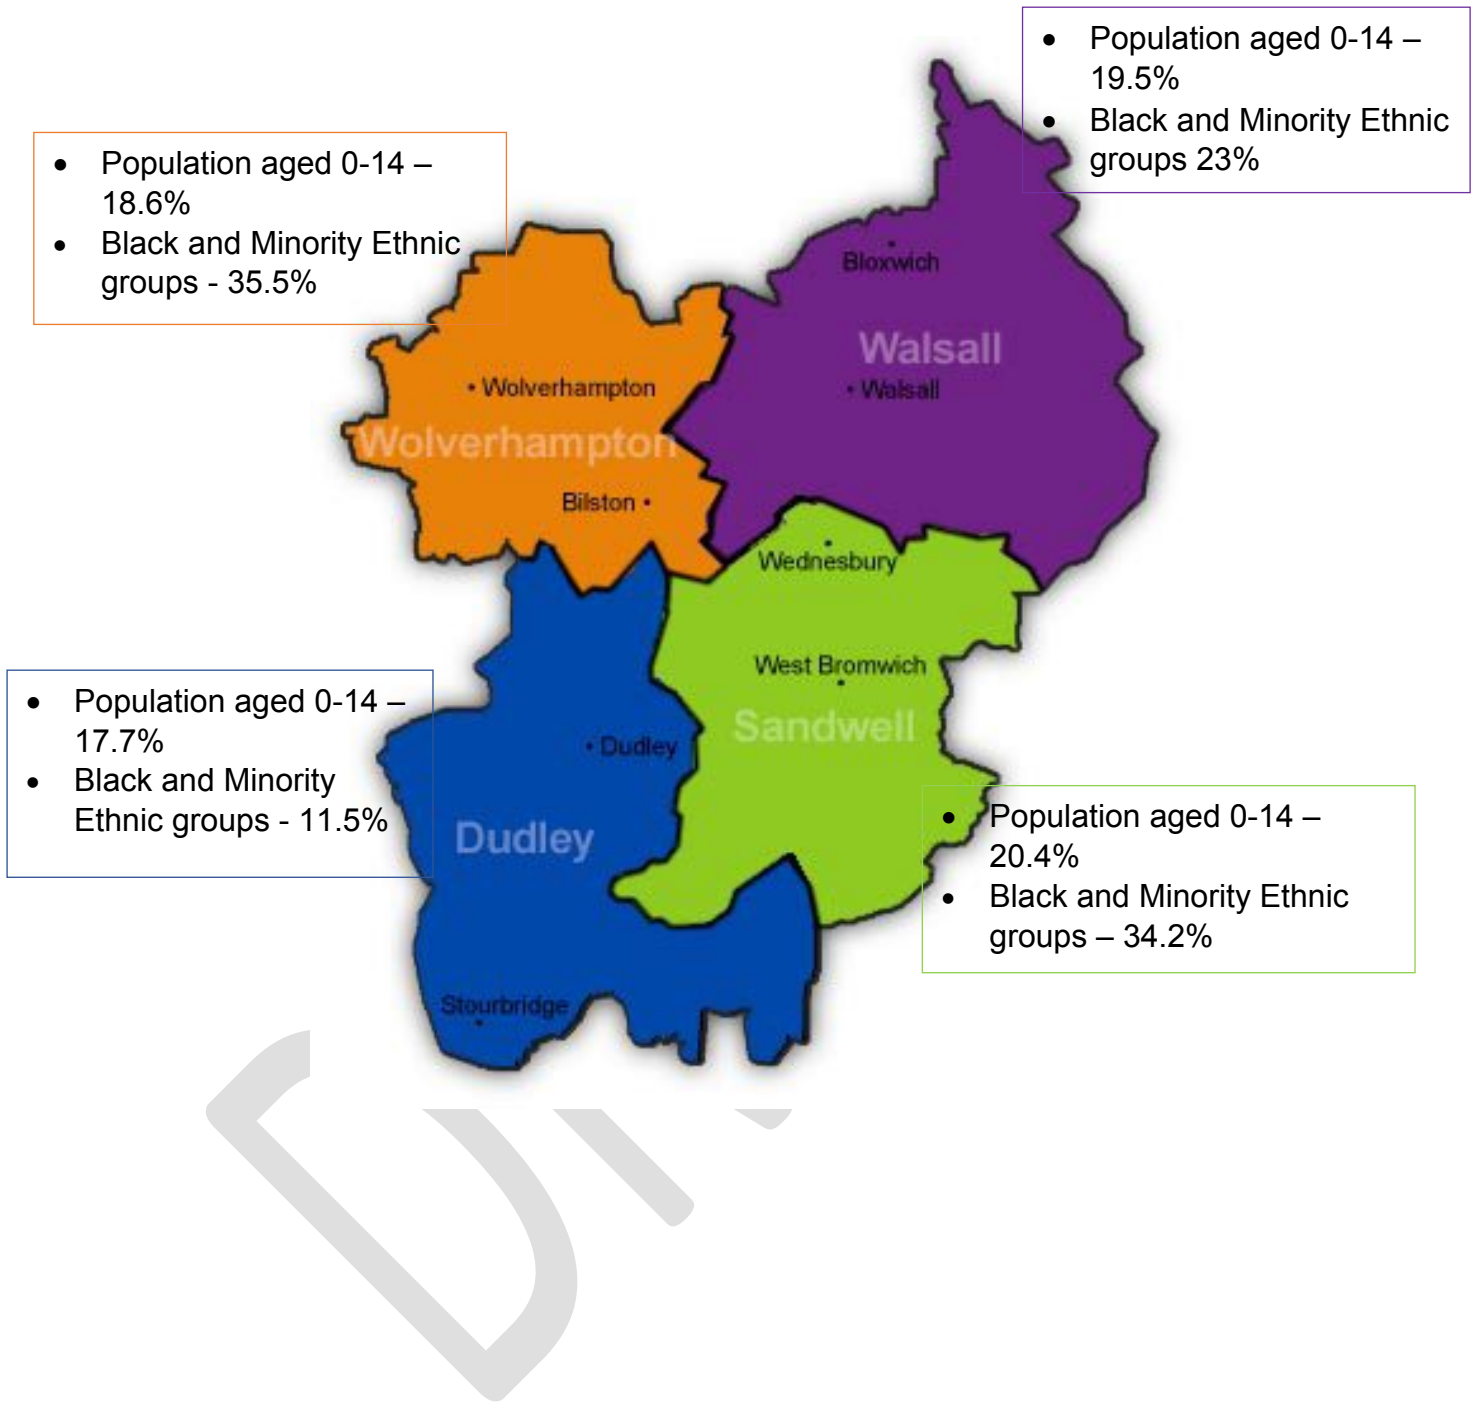 • Population aged 0-14 –
19.5%
• Black and Minority Ethnic
groups 23%
• Population aged 0-14 –
18.6%
• Black and Minority Ethnic
groups - 35.5%
Bloxwich
Walsall
• Walsall
• Wolverhampton
Wolverhampton
Bilston •
Wednesbury
West Bromwich
Sandwell
• Population aged 0-14 –
17.7%
• Black and Minority
Ethnic groups - 11.5%
• Dudley
Dudley
• Population aged 0-14 –
20.4%
• Black and Minority Ethnic
groups – 34.2%
Stourbridge